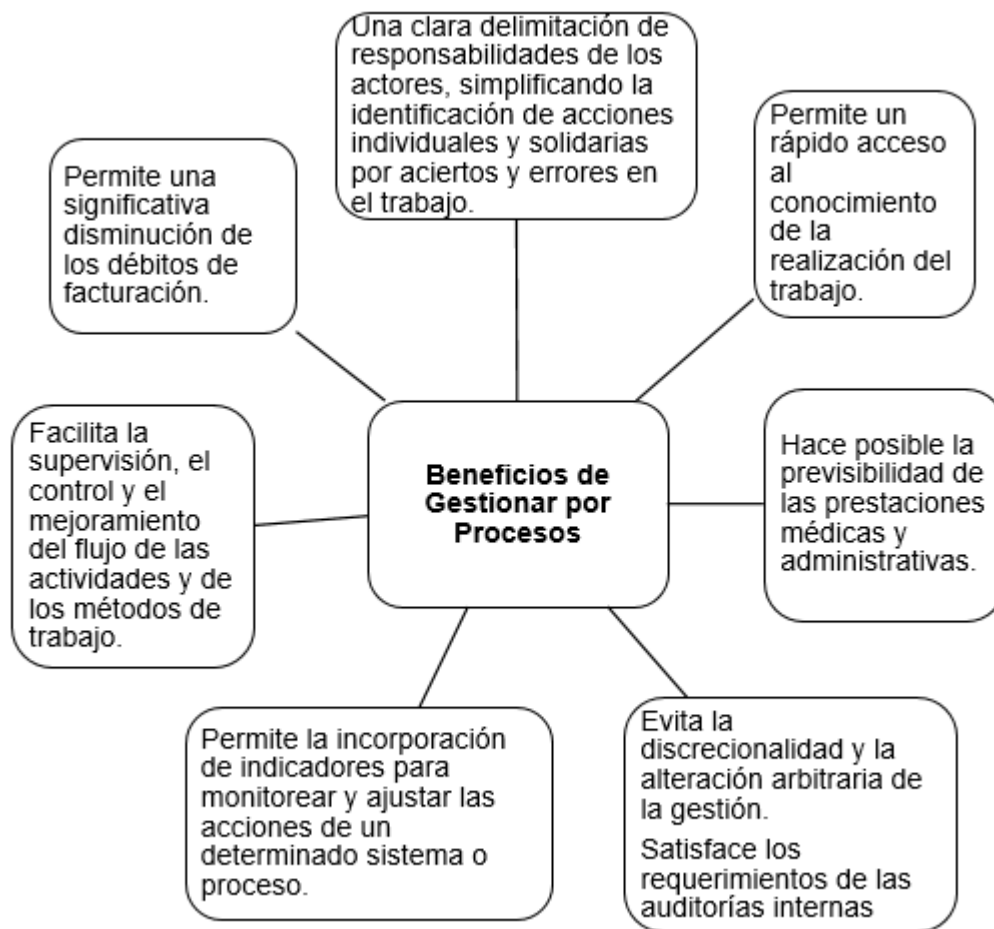 Una clara delimitación de
responsabilidades de los
actores, simplificando la
identificación de acciones
individuales y solidarias
por aciertos y errores en
el trabajo.
Permite un
rápido acceso
al
conocimiento
de la
realización del
trabajo.
Permite una
significativa
disminución de
los débitos de
facturación.
Facilita la
supervisión, el
control y el
mejoramiento
del flujo de las
actividades y de
los métodos de
trabajo.
Beneficios de
Gestionar por
Procesos
Hace posible la
previsibilidad de
las prestaciones
médicas y
administrativas.
Permite la incorporación
de indicadores para
monitorear y ajustar las
acciones de un
determinado sistema o
proceso.
Evita la
discrecionalidad y la
alteración arbitraria de
la gestión.
Satisface los
requerimientos de las
auditorías internas